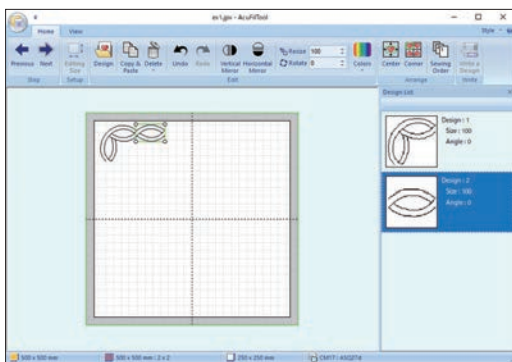 ex1.gpx - AcuFilTool
Home View Style
Previous Next Editing Size Design Copy & Paste Delete Undo Redo Vertical Mirror Horizontal Mirror Resize 100 Rotate 0 Colors Center Corner Sewing Order Write a Design
Step Setup Edit Arrange Write
Design List
Design : 1
Size : 100
Angle : 0
Design : 2
Size : 100
Angle : 0
500 x 500 mm 500 x 500 mm : 2 x 2 250 x 250 mm